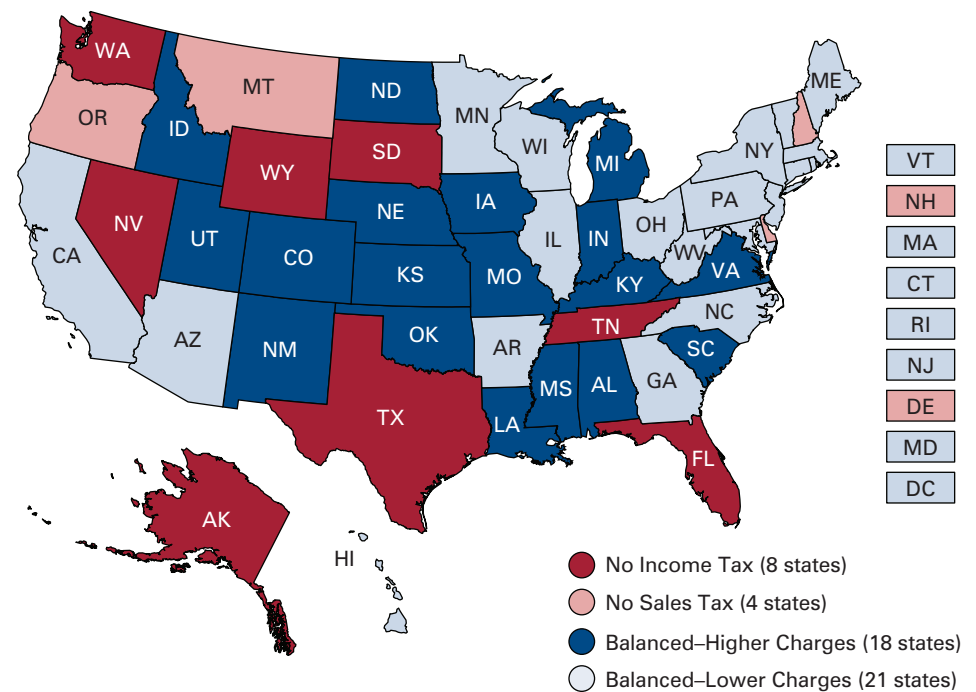 WA
MT
ND
MN
ME
OR
ID
WI
MI
NY
SD
WY
VT
NH
IA
PA
NE
NV
MA
UT
IL
IN
OH
CO
WV
VA
CA
KS
MO
KY
CT
NC
RI
TN
AZ
NM
OK
AR
SC
NJ
MS
AL
GA
DE
TX
LA
MD
FL
DC
AK
HI
No Income Tax (8 states)
No Sales Tax (4 states)
Balanced–Higher Charges (18 states)
Balanced–Lower Charges (21 states)